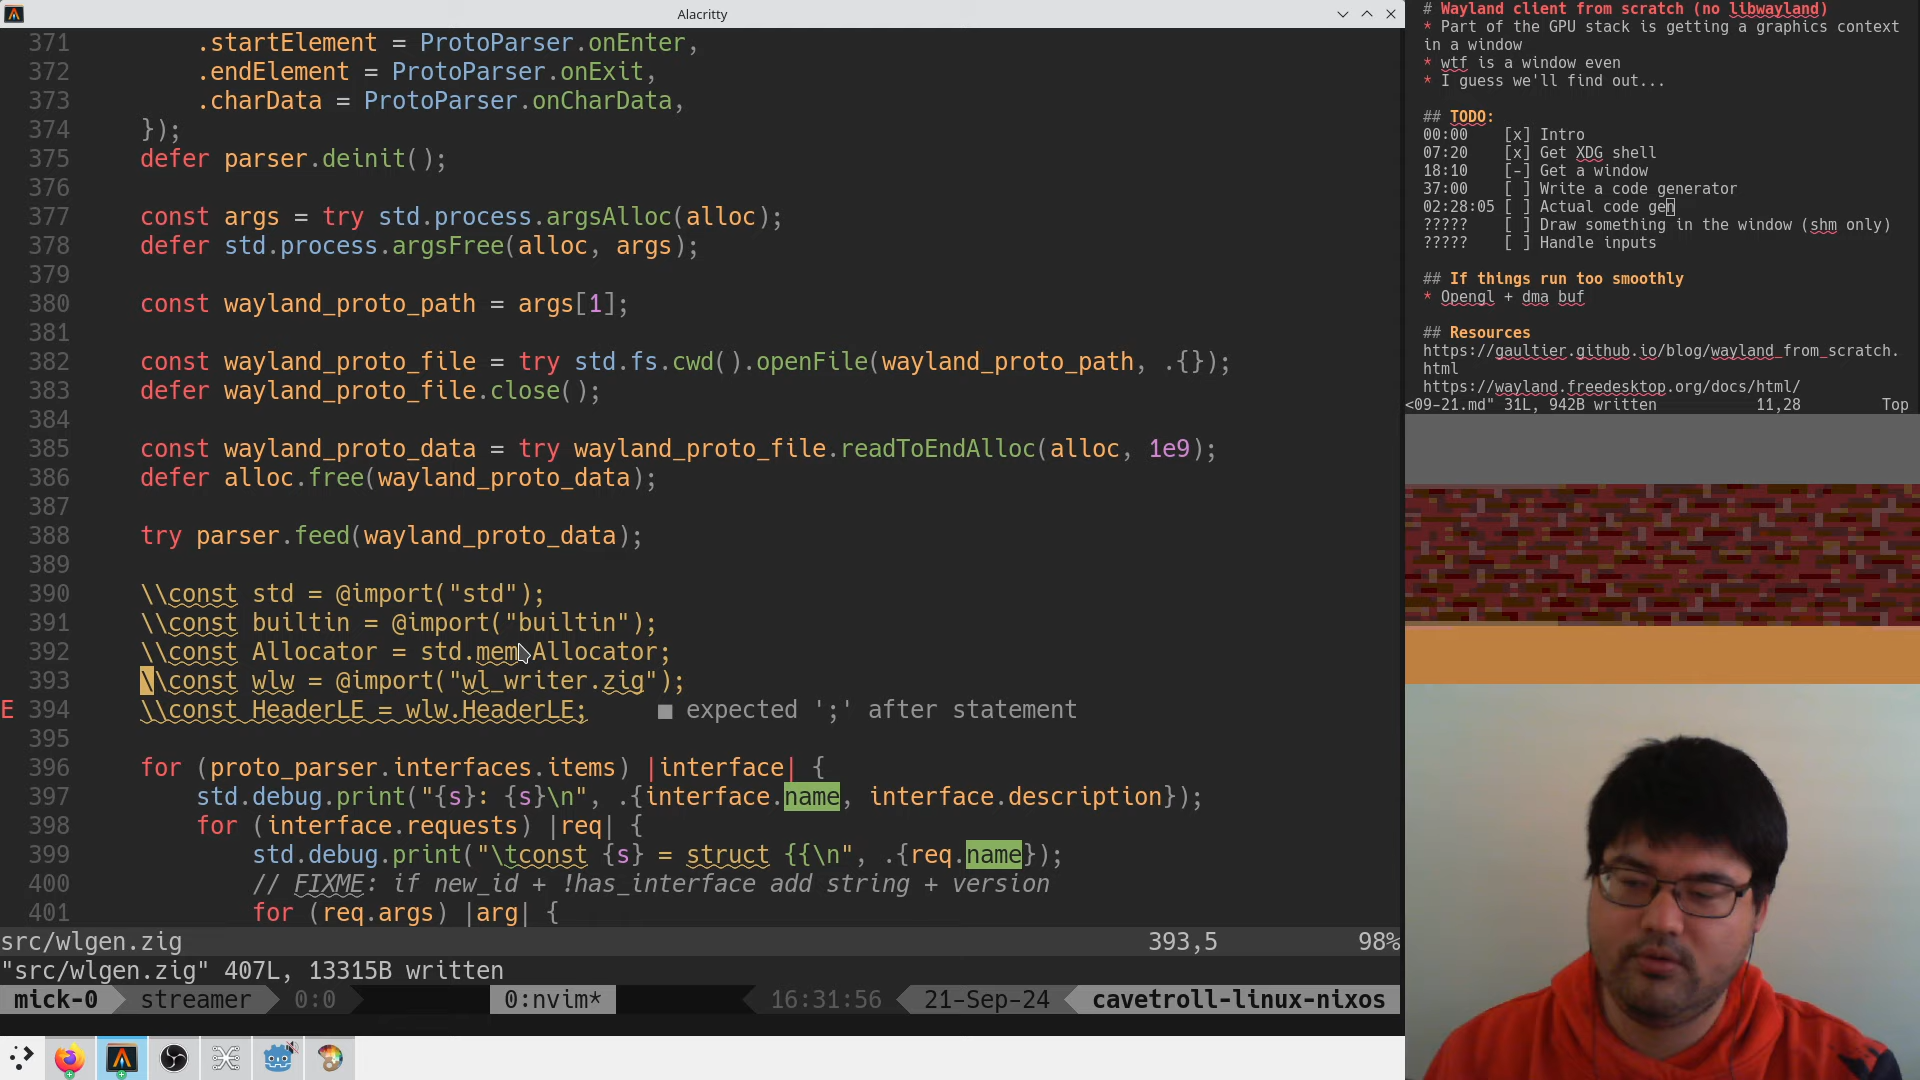 Alacritty
371 .startElement = ProtoParser.onEnter,
372 .endElement = ProtoParser.onExit,
373 .charData = ProtoParser.onCharData,
374 });
375 defer parser.deinit();
376
377 const args = try std.process.argsAlloc(alloc);
378 defer std.process.argsFree(alloc, args);
379
380 const wayland_proto_path = args[1];
381
382 const wayland_proto_file = try std.fs.cwd().openFile(wayland_proto_path, .{});
383 defer wayland_proto_file.close();
384
385 const wayland_proto_data = try wayland_proto_file.readToEndAlloc(alloc, 1e9);
386 defer alloc.free(wayland_proto_data);
387
388 try parser.feed(wayland_proto_data);
389
390 \\const std = @import("std");
391 \\const builtin = @import("builtin");
392 \\const Allocator = std.mem.Allocator;
393 \\const wlw = @import("wl_writer.zig");
E 394 \\const HeaderLE = wlw.HeaderLE; ■ expected ';' after statement
395
396 for (proto_parser.interfaces.items) |interface| {
397 std.debug.print("{s}: {s}\n", .{interface.name, interface.description});
398 for (interface.requests) |req| {
399 std.debug.print("\tconst {s} = struct {{\n", .{req.name});
400 // FIXME: if new_id + !has_interface add string + version
401 for (req.args) |arg| {
src/wlgen.zig 393,5 98%
"src/wlgen.zig" 407L, 13315B written
mick-0 streamer 0:0 0:nvim* 16:31:56 21-Sep-24 cavetroll-linux-nixos
# Wayland client from scratch (no libwayland)
* Part of the GPU stack is getting a graphics context
in a window
* wtf is a window even
* I guess we'll find out...
## TODO:
00:00 [x] Intro
07:20 [x] Get XDG shell
18:10 [-] Get a window
37:00 [ ] Write a code generator
02:28:05 [ ] Actual code gen
????? [ ] Draw something in the window (shm only)
????? [ ] Handle inputs
## If things run too smoothly
* Opengl + dma buf
## Resources
https://gaultier.github.io/blog/wayland_from_scratch.
html
https://wayland.freedesktop.org/docs/html/
<09-21.md" 31L, 942B written 11,28 Top